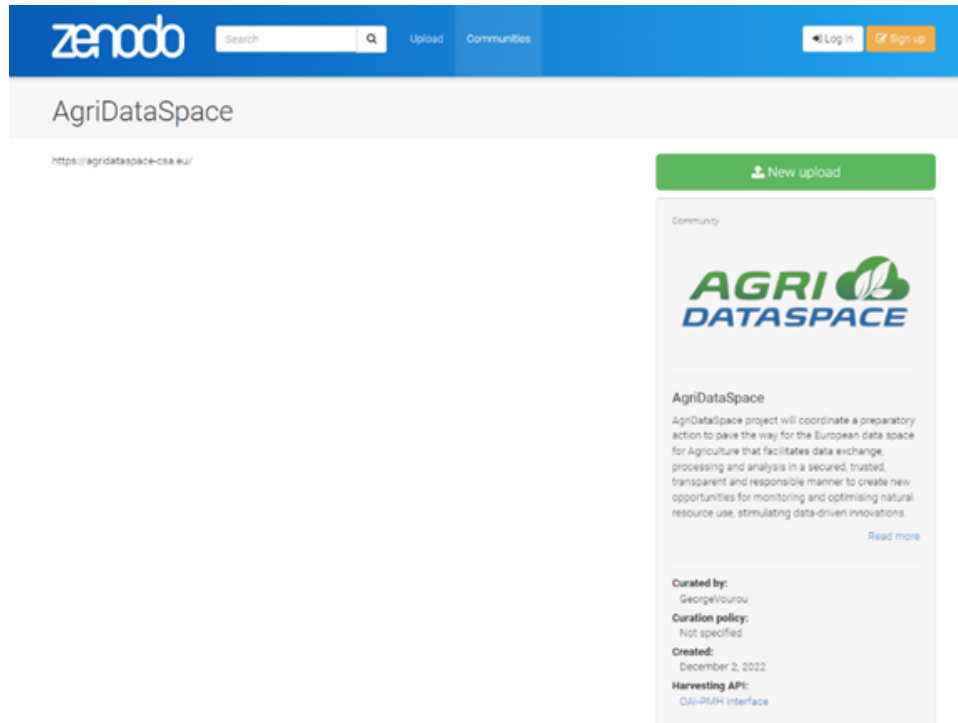 zenodo
Search
Upload
Communities
Log in
Sign up
AgriDataSpace
https://agridataspace-csa.eu/
New upload
Community
AGRI
DATASPACE
AgriDataSpace
AgriDataSpace project will coordinate a preparatory
action to pave the way for the European data space
for Agriculture that facilitates data exchange,
processing and analysis in a secured, trusted,
transparent and responsible manner to create new
opportunities for monitoring and optimising natural
resource use, stimulating data-driven innovations.
Read more
Curated by:
GeorgeVourou
Curation policy:
Not specified
Created:
December 2, 2022
Harvesting API:
OAI-PMH Interface